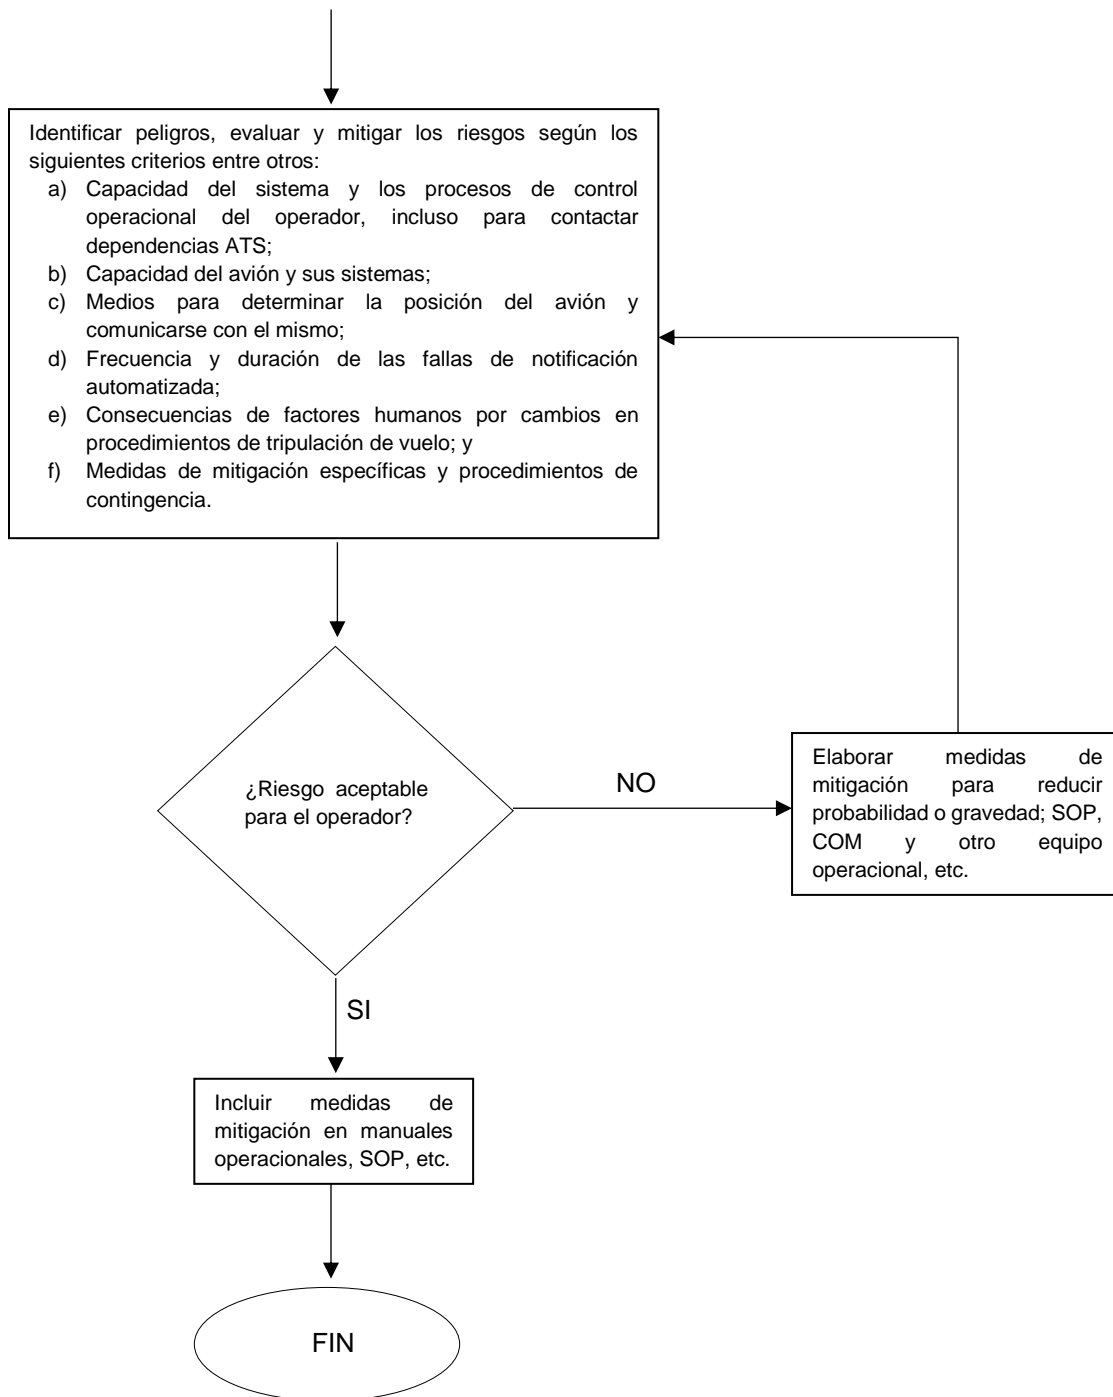 Identificar peligros, evaluar y mitigar los riesgos según los
siguientes criterios entre otros:
a) Capacidad del sistema y los procesos de control
operacional del operador, incluso para contactar
dependencias ATS;
b) Capacidad del avión y sus sistemas;
c) Medios para determinar la posición del avión y
comunicarse con el mismo;
d) Frecuencia y duración de las fallas de notificación
automatizada;
e) Consecuencias de factores humanos por cambios en
procedimientos de tripulación de vuelo; y
f) Medidas de mitigación específicas y procedimientos de
contingencia.
¿Riesgo aceptable
para el operador?
NO
Elaborar medidas de
mitigación para reducir
probabilidad o gravedad; SOP,
COM y otro equipo
operacional, etc.
SI
Incluir medidas de
mitigación en manuales
operacionales, SOP, etc.
FIN